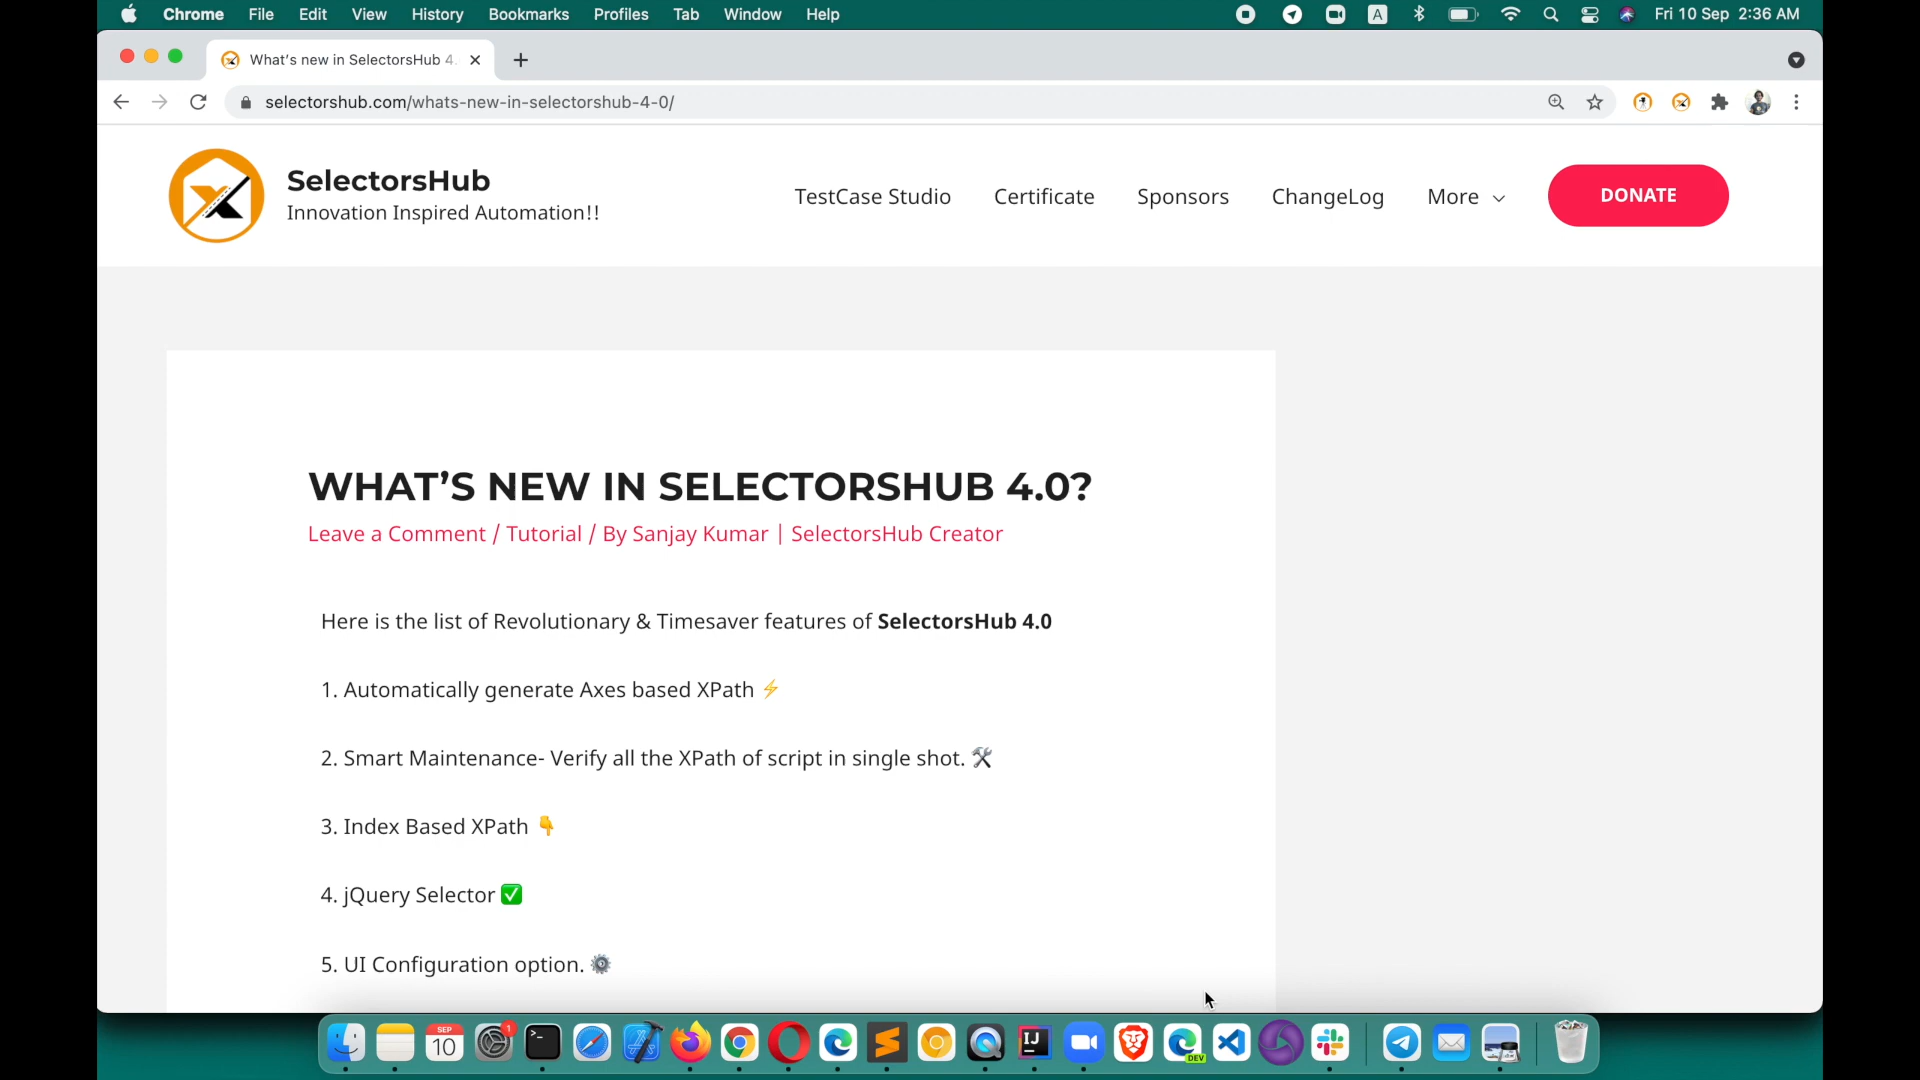 Chrome File Edit View History Bookmarks Profiles Tab Window Help
A
Fri 10 Sep 2:36 AM
What's new in SelectorsHub 4.
selectorshub.com/whats-new-in-selectorshub-4-0/
SelectorsHub
Innovation Inspired Automation!!
TestCase Studio Certificate Sponsors ChangeLog More DONATE
WHAT’S NEW IN SELECTORSHUB 4.0?
Leave a Comment / Tutorial / By Sanjay Kumar | SelectorsHub Creator
Here is the list of Revolutionary & Timesaver features of SelectorsHub 4.0
1. Automatically generate Axes based XPath ⚡
2. Smart Maintenance- Verify all the XPath of script in single shot. 🛠
3. Index Based XPath 👇
4. jQuery Selector ✅
5. UI Configuration option. ⚙
SEP
10
1
>_
IJ
DEV